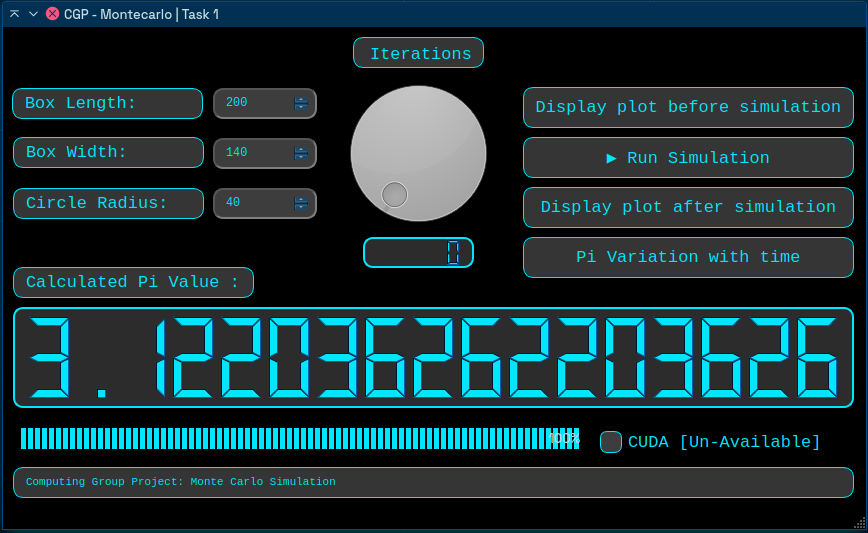 CGP - Montecarlo | Task 1
Iterations
Box Length:
200
Box Width:
140
Circle Radius:
40
0
Display plot before simulation
▶ Run Simulation
Display plot after simulation
Pi Variation with time
Calculated Pi Value :
3.122036262203626
100%
CUDA [Un-Available]
Computing Group Project: Monte Carlo Simulation